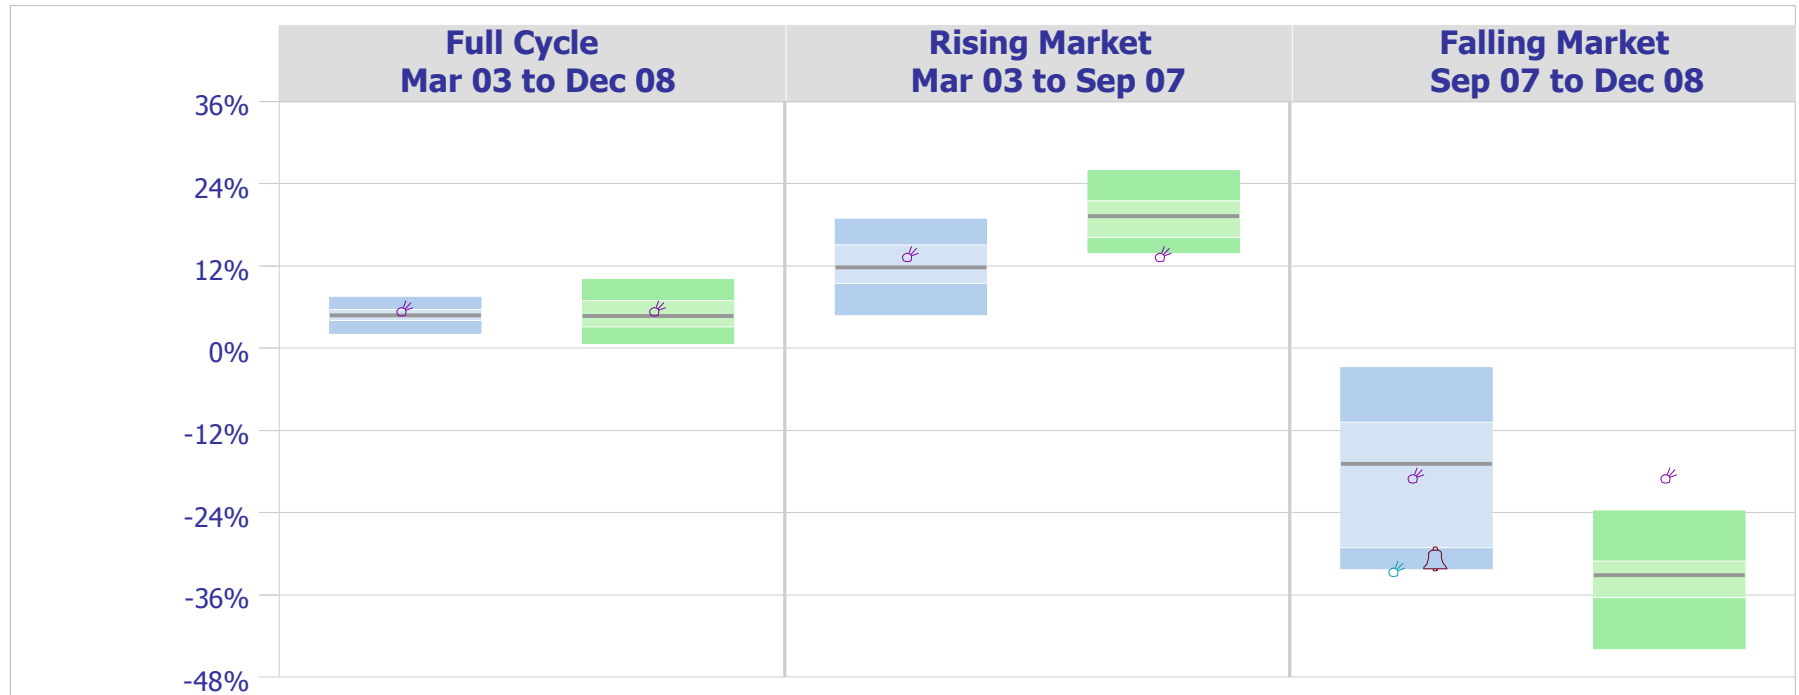 Full Cycle
Mar 03 to Dec 08
Rising Market
Mar 03 to Sep 07
Falling Market
Sep 07 to Dec 08
36%
24%
12%
0%
-12%
-24%
-36%
-48%